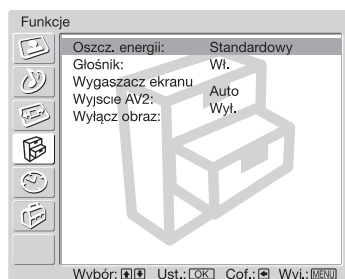 Funkcje
Oszcz. energii: Standardowy
Głośnik: Wł.
Wygaszacz ekranu
Wyjscie AV2: Auto
Wyłącz obraz: Wył.
Wybór: Ust.: OK Cof.: Wyj.: MENU